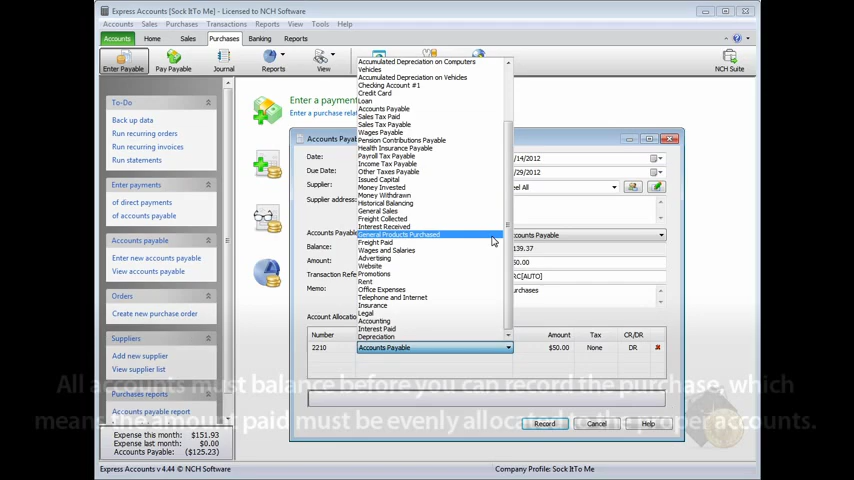 Express Accounts [Sock ItTo Me] - Licensed to NCH Software
Accounts Sales Purchases Transactions Reports View Tools Help
Accounts Home Sales Purchases Banking Reports
Enter Payable Pay Payable Journal Reports View NCH Suite
To-Do
Back up data
Run recurring orders
Run recurring invoices
Run statements
Enter payments
of direct payments
of accounts payable
Accounts payable
Enter new accounts payable
View accounts payable
Orders
Create new purchase order
Suppliers
Add new supplier
View supplier list
Purchases reports
Accounts payable report
Expense this month: $151.93
Expense last month: $0.00
Accounts Payable: ($125.23)
Enter a payment
Enter a purchase rela
Accounts Payab
Date: /14/2012
Due Date: /29/2012
Supplier: eel All
Supplier address:
Accounts Payab ccounts Payable
Balance: 139.37
Amount: 50.00
Transaction Refe RC[AUTO]
Memo: urchases
Account Allocatio
Accumulated Depreciation on Computers
Vehicles
Accumulated Depreciation on Vehicles
Checking Account #1
Credit Card
Loan
Accounts Payable
Sales Tax Paid
Sales Tax Payable
Wages Payable
Pension Contributions Payable
Health Insurance Payable
Payroll Tax Payable
Income Tax Payable
Other Taxes Payable
Issued Capital
Money Invested
Money Withdrawn
Historical Balancing
General Sales
Freight Collected
Interest Received
General Products Purchased
Freight Paid
Wages and Salaries
Advertising
Website
Promotions
Rent
Office Expenses
Telephone and Internet
Insurance
Legal
Accounting
Interest Paid
Depreciation
Number Amount Tax CR/DR
2210 Accounts Payable $50.00 None DR
All accounts must balance before you can record the purchase, which
means the amount paid must be evenly allocated to the proper accounts.
Record Cancel Help
Express Accounts v 4.44 © NCH Software Company Profile: Sock ItTo Me